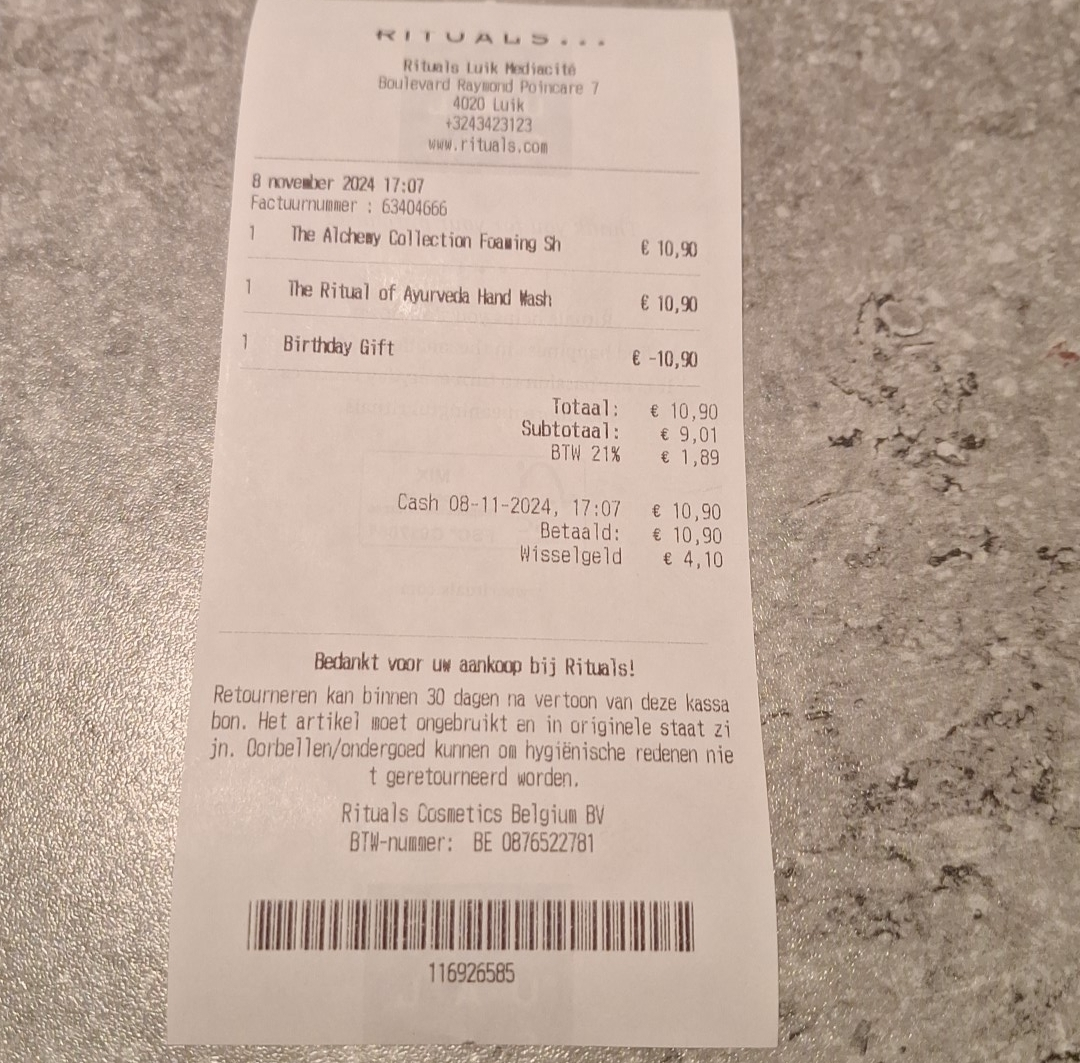 RITUALS...
Rituals Luik Mediacité
Boulevard Raymond Poincare 7
4020 Luik
+3243423123
www.rituals.com
8 november 2024 17:07
Factuurnummer : 63404666
1 The Alchemy Collection Foaming Sh € 10,90
1 The Ritual of Ayurveda Hand Wash € 10,90
1 Birthday Gift € -10,90
Totaal: € 10,90
Subtotaal: € 9,01
BTW 21% € 1,89
Cash 08-11-2024, 17:07 € 10,90
Betaald: € 10,90
Wisselgeld € 4,10
Bedankt voor uw aankoop bij Rituals!
Retourneren kan binnen 30 dagen na vertoon van deze kassa
bon. Het artikel moet ongebruikt en in originele staat zi
jn. Oorbellen/ondergoed kunnen om hygiënische redenen nie
t geretourneerd worden.
Rituals Cosmetics Belgium BV
BTW-nummer: BE 0876522781
116926585